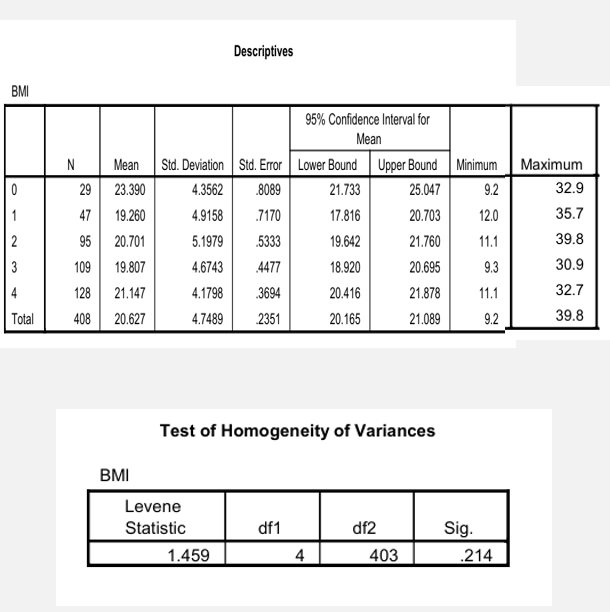 Descriptives
BMI
95% Confidence Interval for
Mean
N Mean Std. Deviation Std. Error Lower Bound Upper Bound Minimum Maximum
0 29 23.390 4.3562 .8089 21.733 25.047 9.2 32.9
1 47 19.260 4.9158 .7170 17.816 20.703 12.0 35.7
2 95 20.701 5.1979 .5333 19.642 21.760 11.1 39.8
3 109 19.807 4.6743 .4477 18.920 20.695 9.3 30.9
4 128 21.147 4.1798 .3694 20.416 21.878 11.1 32.7
Total 408 20.627 4.7489 .2351 20.165 21.089 9.2 39.8
Test of Homogeneity of Variances
BMI
Levene
Statistic df1 df2 Sig.
1.459 4 403 .214